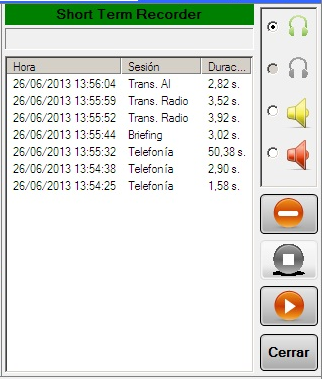 Short Term Recorder
Hora Sesión Durac...
26/06/2013 13:56:04 Trans. AI 2,82 s.
26/06/2013 13:55:59 Trans. Radio 3,52 s.
26/06/2013 13:55:52 Trans. Radio 3,92 s.
26/06/2013 13:55:44 Briefing 3,02 s.
26/06/2013 13:55:32 Telefonía 50,38 s.
26/06/2013 13:54:38 Telefonía 2,90 s.
26/06/2013 13:54:25 Telefonía 1,58 s.
Cerrar